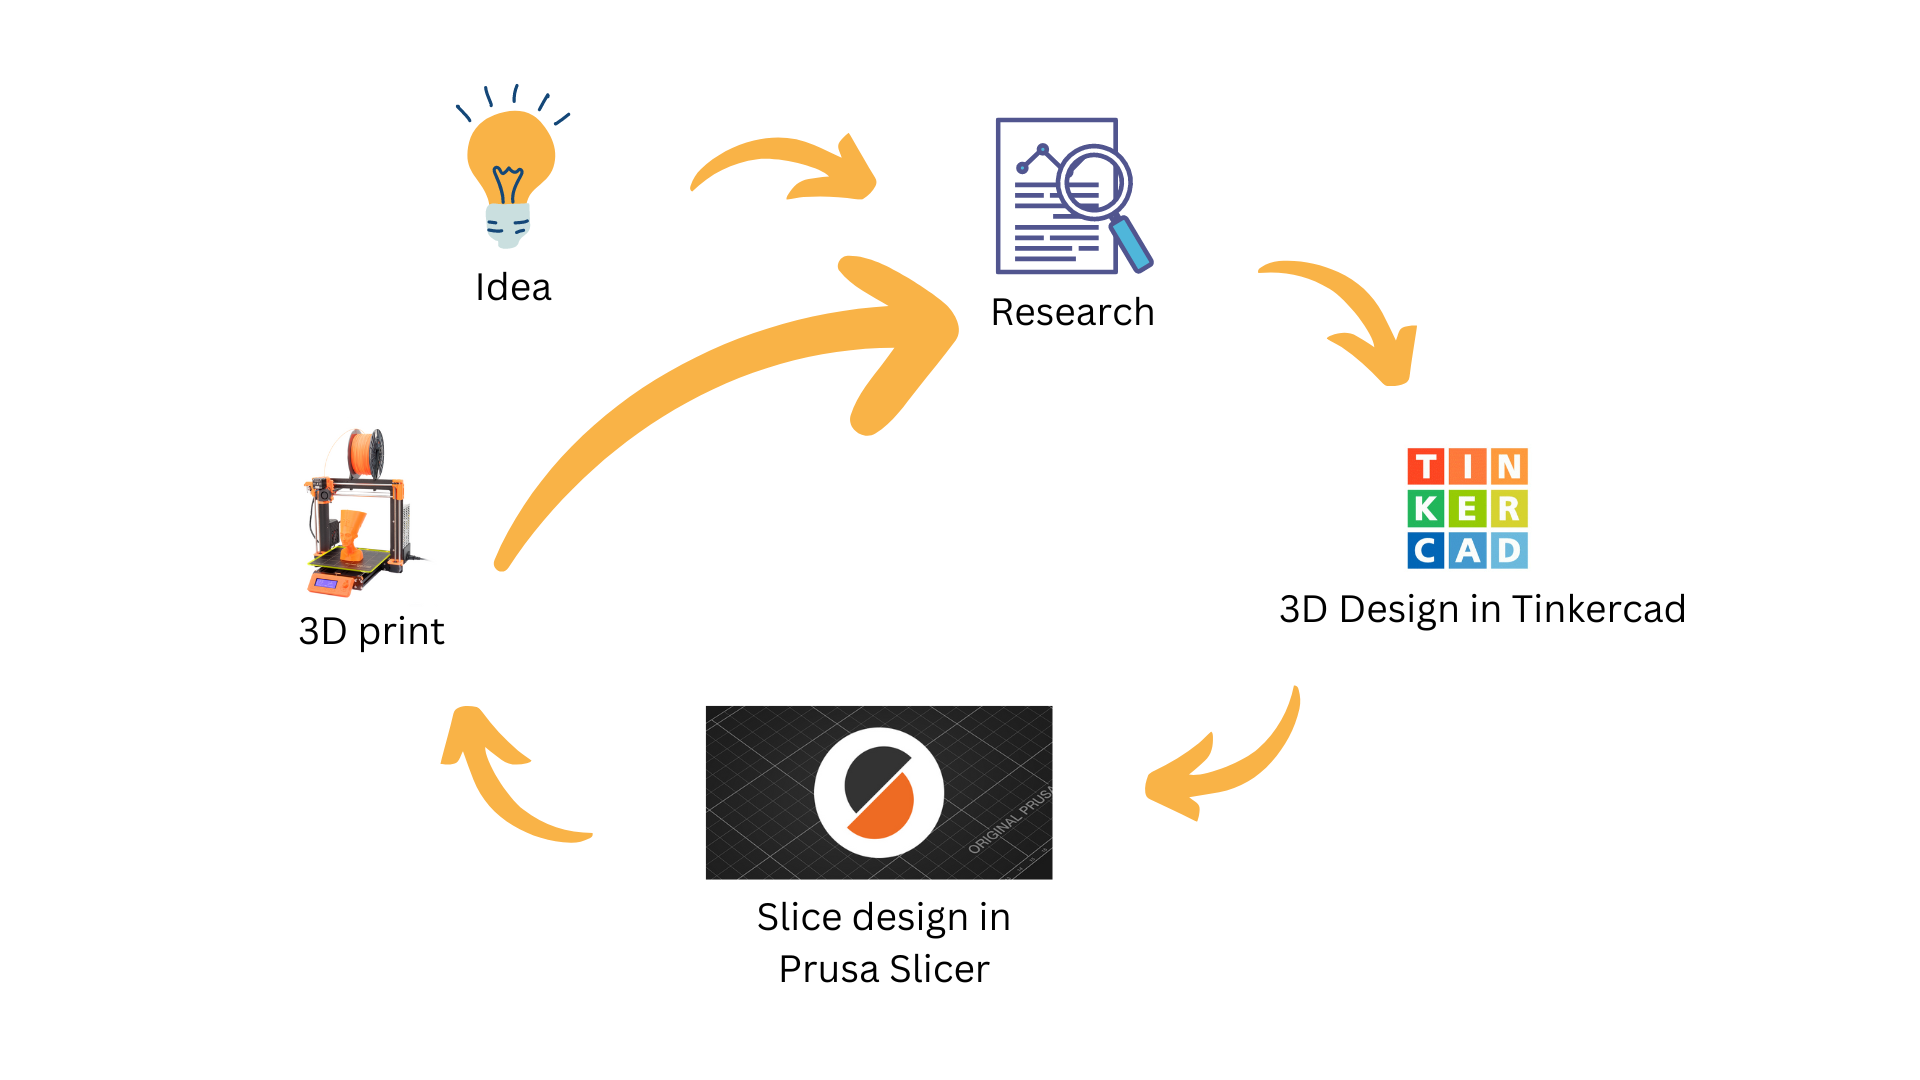 Idea
Research
TIN
KER
CAD
3D Design in Tinkercad
ORIGINAL PRUSA
Slice design in
Prusa Slicer
3D print